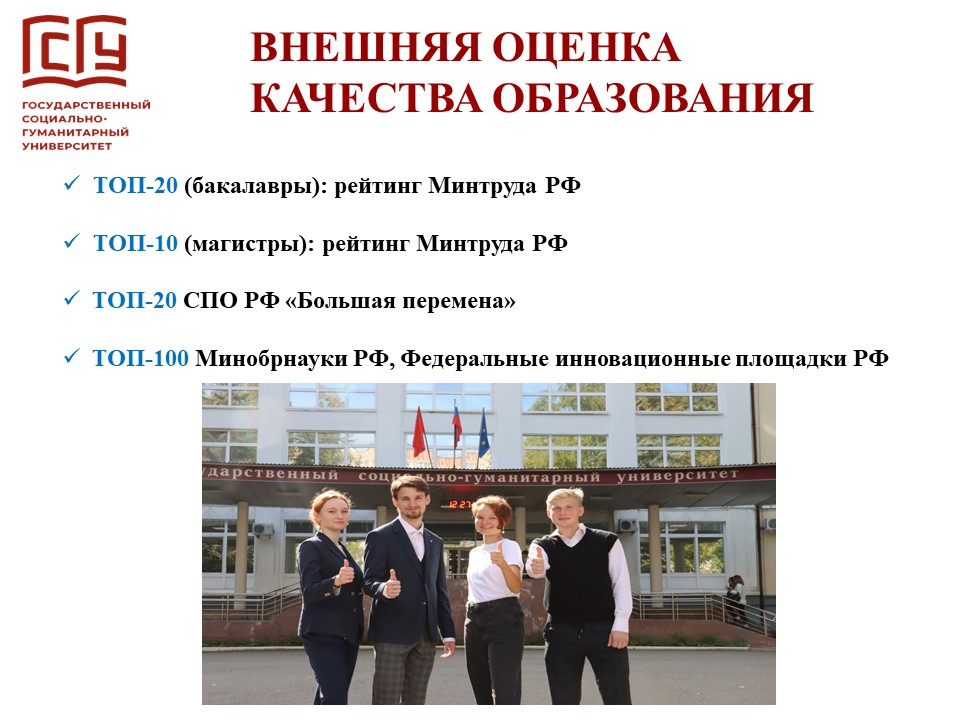 ГСГУ
ГОСУДАРСТВЕННЫЙ
СОЦИАЛЬНО-
ГУМАНИТАРНЫЙ
УНИВЕРСИТЕТ
ВНЕШНЯЯ ОЦЕНКА
КАЧЕСТВА ОБРАЗОВАНИЯ
✓ ТОП-20 (бакалавры): рейтинг Минтруда РФ
✓ ТОП-10 (магистры): рейтинг Минтруда РФ
✓ ТОП-20 СПО РФ «Большая перемена»
✓ ТОП-100 Минобрнауки РФ, Федеральные инновационные площадки РФ
ударственный социально-гуманитарный университет
12:27